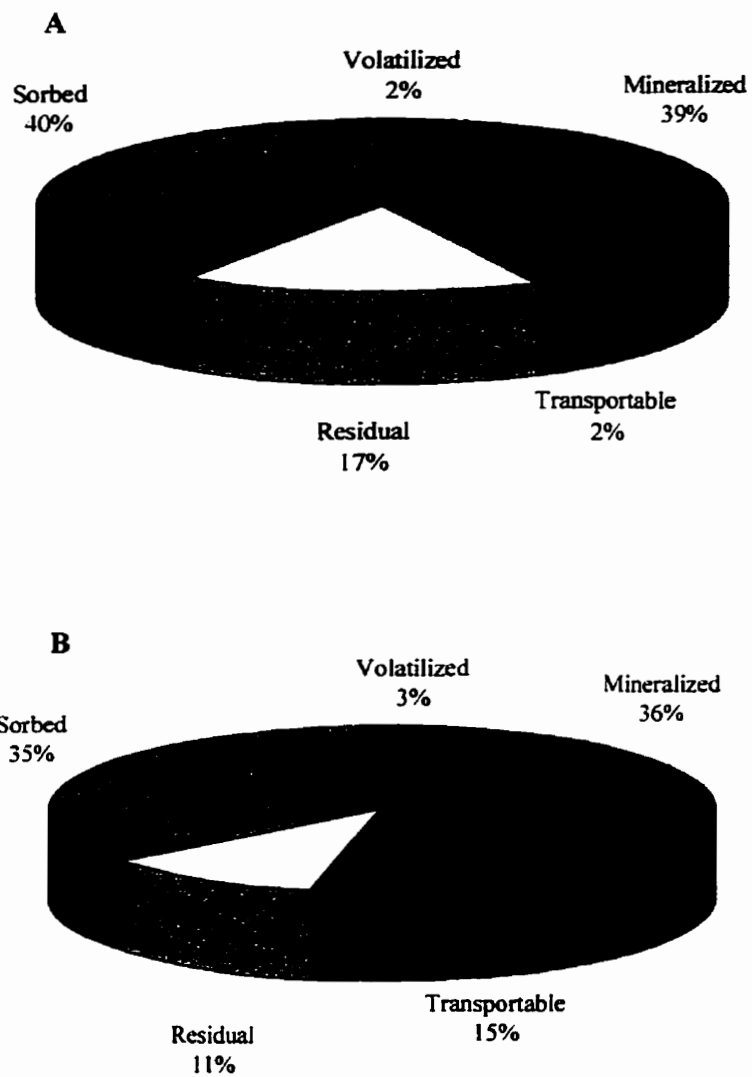 A
Volatilized
2%
Mineralized
39%
Sorbed
40%
Transportable
2%
Residual
17%
B
Volatilized
3%
Mineralized
36%
Sorbed
35%
Transportable
15%
Residual
11%